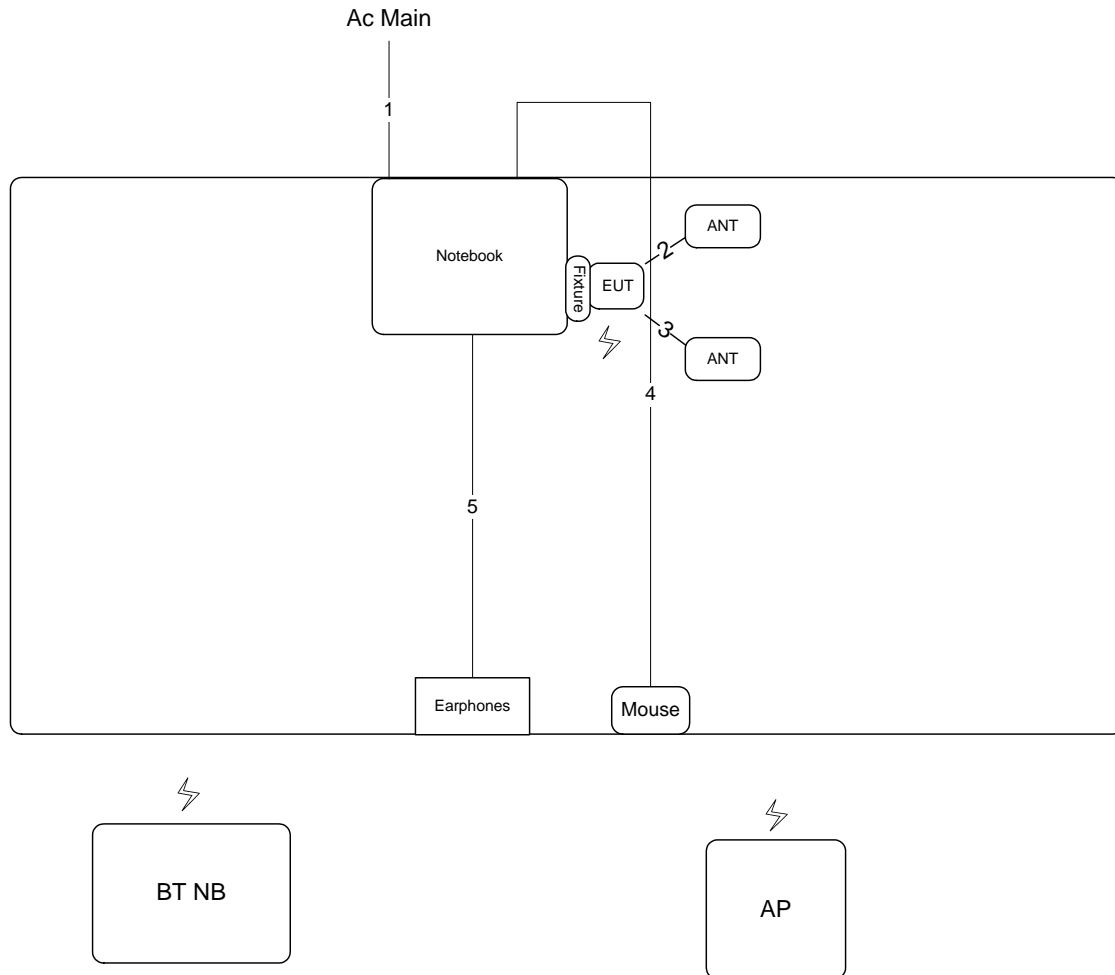 Ac Main
1
ANT
2
Notebook
Fixture
EUT
3
ANT
4
5
Earphones
Mouse
BT NB
AP